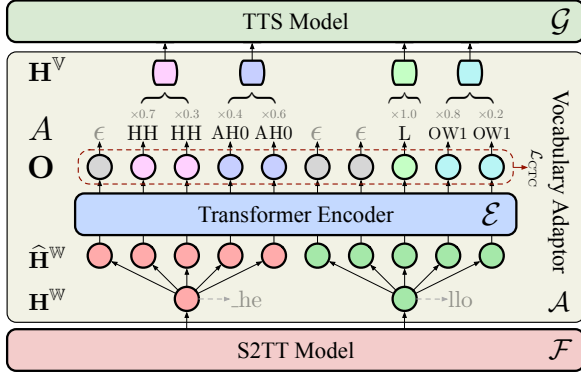 TTS Model 𝒢
H^𝕍
×0.7 ×0.3 ×0.4 ×0.6 ×1.0 ×0.8 ×0.2
A ϵ HH HH AH0 AH0 ϵ ϵ L OW1 OW1
O ℒ_CTC
Transformer Encoder ℰ
Vocabulary Adaptor
Ĥ^𝕎
H^𝕎 _he llo 𝒜
S2TT Model ℱ